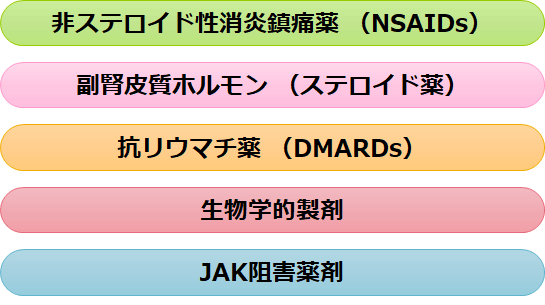 非ステロイド性消炎鎮痛薬 （NSAIDs）
副腎皮質ホルモン （ステロイド薬）
抗リウマチ薬 （DMARDs）
生物学的製剤
JAK阻害薬剤